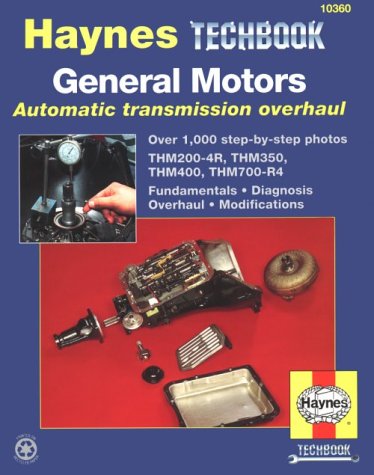 10360
Haynes TECHBOOK
General Motors
Automatic transmission overhaul
Over 1,000 step-by-step photos
THM200-4R, THM350,
THM400, THM700-R4
Fundamentals • Diagnosis
Overhaul • Modifications
Haynes
®
TECHBOOK